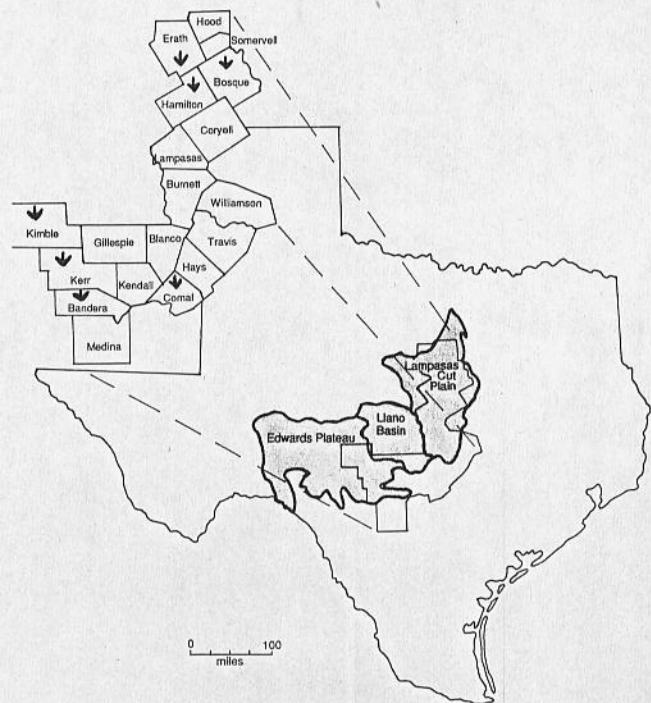 Hood
Erath
Somervell
Bosque
Hamilton
Coryell
Lampasas
Burnett
Williamson
Kimble
Gillespie
Blanco
Travis
Hays
Kerr
Kendall
Comal
Bandera
Medina
Lampasas
Cut
Plain
Llano
Basin
Edwards Plateau
0 100
miles